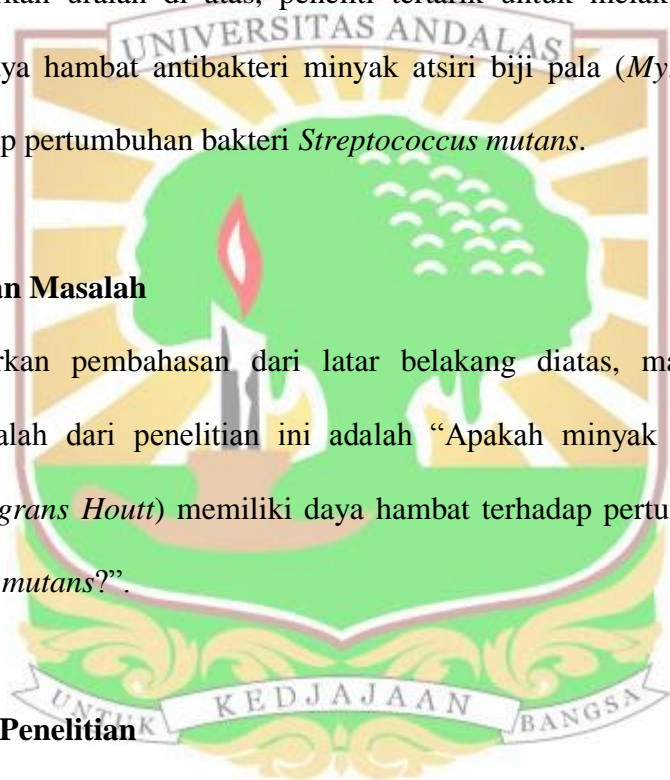 rkan uraian di atas, peneliti tertarik untuk melak
UNIVERSITAS ANDALAS
ya hambat antibakteri minyak atsiri biji pala (My
p pertumbuhan bakteri Streptococcus mutans.
an Masalah
rkan pembahasan dari latar belakang diatas, ma
alah dari penelitian ini adalah “Apakah minyak
grans Houtt) memiliki daya hambat terhadap pertu
mutans?”.
UNTUK KEDJAJAAN BANGSA
Penelitian